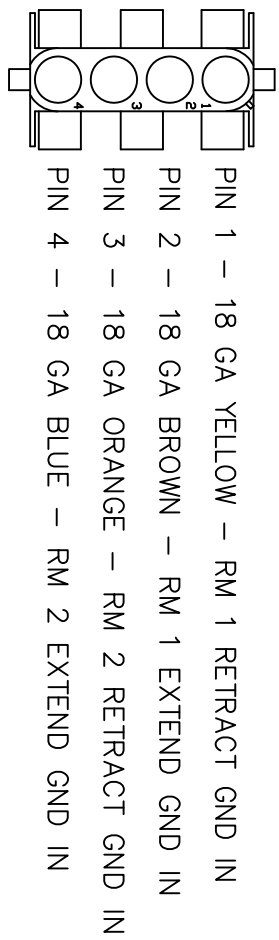 1
2
3
4
PIN 1 - 18 GA YELLOW - RM 1 RETRACT GND IN
PIN 2 - 18 GA BROWN - RM 1 EXTEND GND IN
PIN 3 - 18 GA ORANGE - RM 2 RETRACT GND IN
PIN 4 - 18 GA BLUE - RM 2 EXTEND GND IN